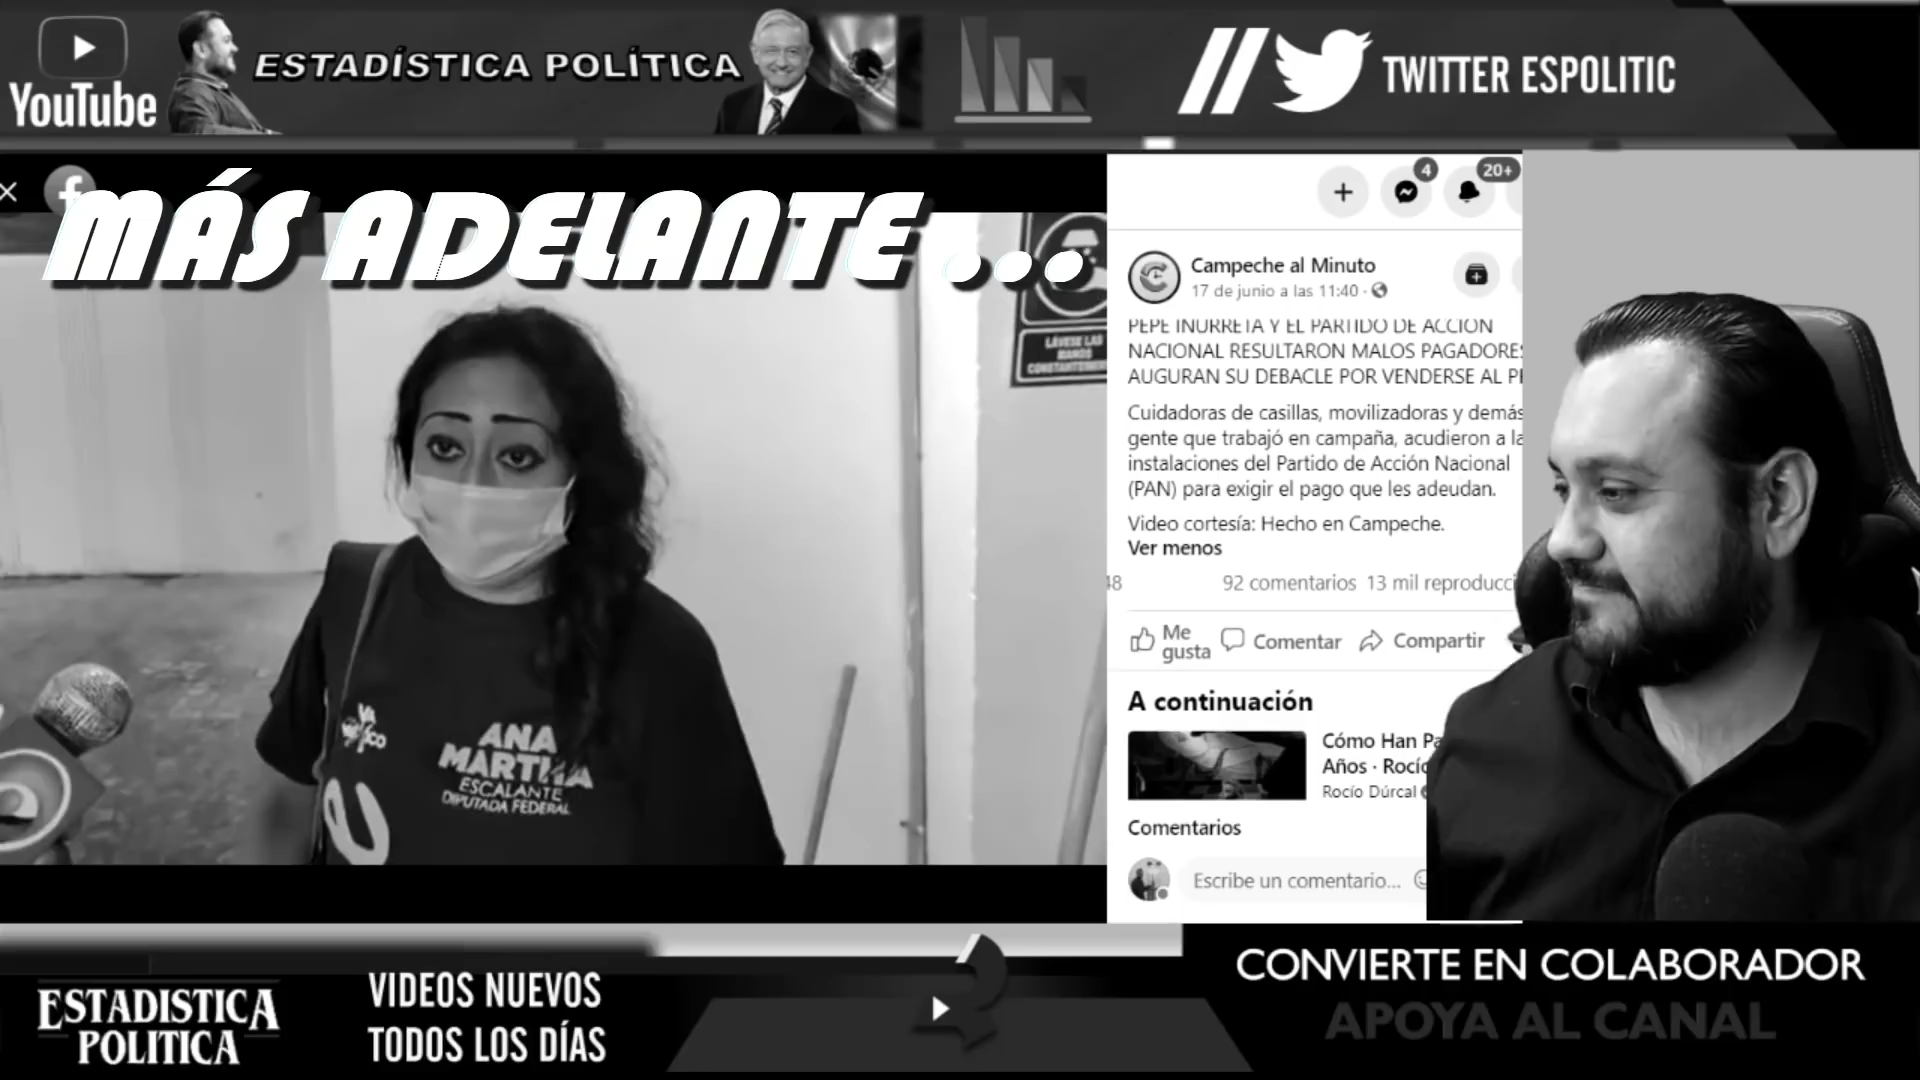 YouTube
ESTADÍSTICA POLÍTICA
TWITTER ESPOLITIC
MÁS ADELANTE ...
LÁVESE LAS
MANOS
CONSTANTEMENTE
ANA
MARTHA
ESCALANTE
DIPUTADA FEDERAL
4
20+
Campeche al Minuto
17 de junio a las 11:40 ·
PEPE INURRETA Y EL PARTIDO DE ACCIÓN
NACIONAL RESULTARON MALOS PAGADORES
AUGURAN SU DEBACLE POR VENDERSE AL
Cuidadoras de casillas, movilizadoras y demás
gente que trabajó en campaña, acudieron a la
instalaciones del Partido de Acción Nacional
(PAN) para exigir el pago que les adeudan.
Video cortesía: Hecho en Campeche.
Ver menos
48 92 comentarios 13 mil reproducci
Me gusta Comentar Compartir
A continuación
Cómo Han Pa
Años · Rocío
Rocío Dúrcal
Comentarios
Escribe un comentario...
ESTADISTICA
POLITICA
VIDEOS NUEVOS
TODOS LOS DÍAS
CONVIERTE EN COLABORADOR
APOYA AL CANAL